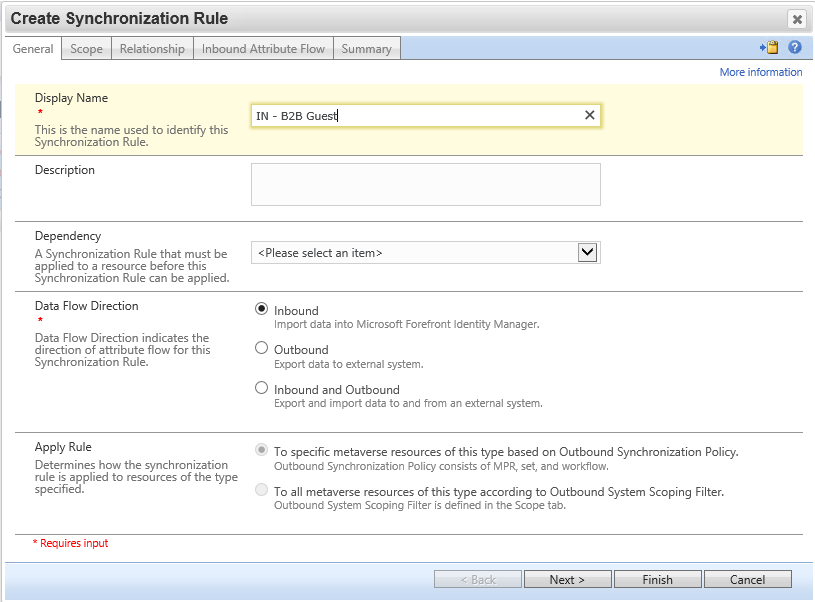 Create Synchronization Rule
General
Scope
Relationship
Inbound Attribute Flow
Summary
More information
Display Name
*
This is the name used to identify this
Synchronization Rule.
IN - B2B Guest
Description
Dependency
A Synchronization Rule that must be
applied to a resource before this
Synchronization Rule can be applied.
<Please select an item>
Data Flow Direction
*
Data Flow Direction indicates the
direction of attribute flow for this
Synchronization Rule.
Inbound
Import data into Microsoft Forefront Identity Manager.
Outbound
Export data to external system.
Inbound and Outbound
Export and import data to and from an external system.
Apply Rule
Determines how the synchronization
rule is applied to resources of the type
specified.
To specific metaverse resources of this type based on Outbound Synchronization Policy.
Outbound Synchronization Policy consists of MPR, set, and workflow.
To all metaverse resources of this type according to Outbound System Scoping Filter.
Outbound System Scoping Filter is defined in the Scope tab.
* Requires input
< Back
Next >
Finish
Cancel